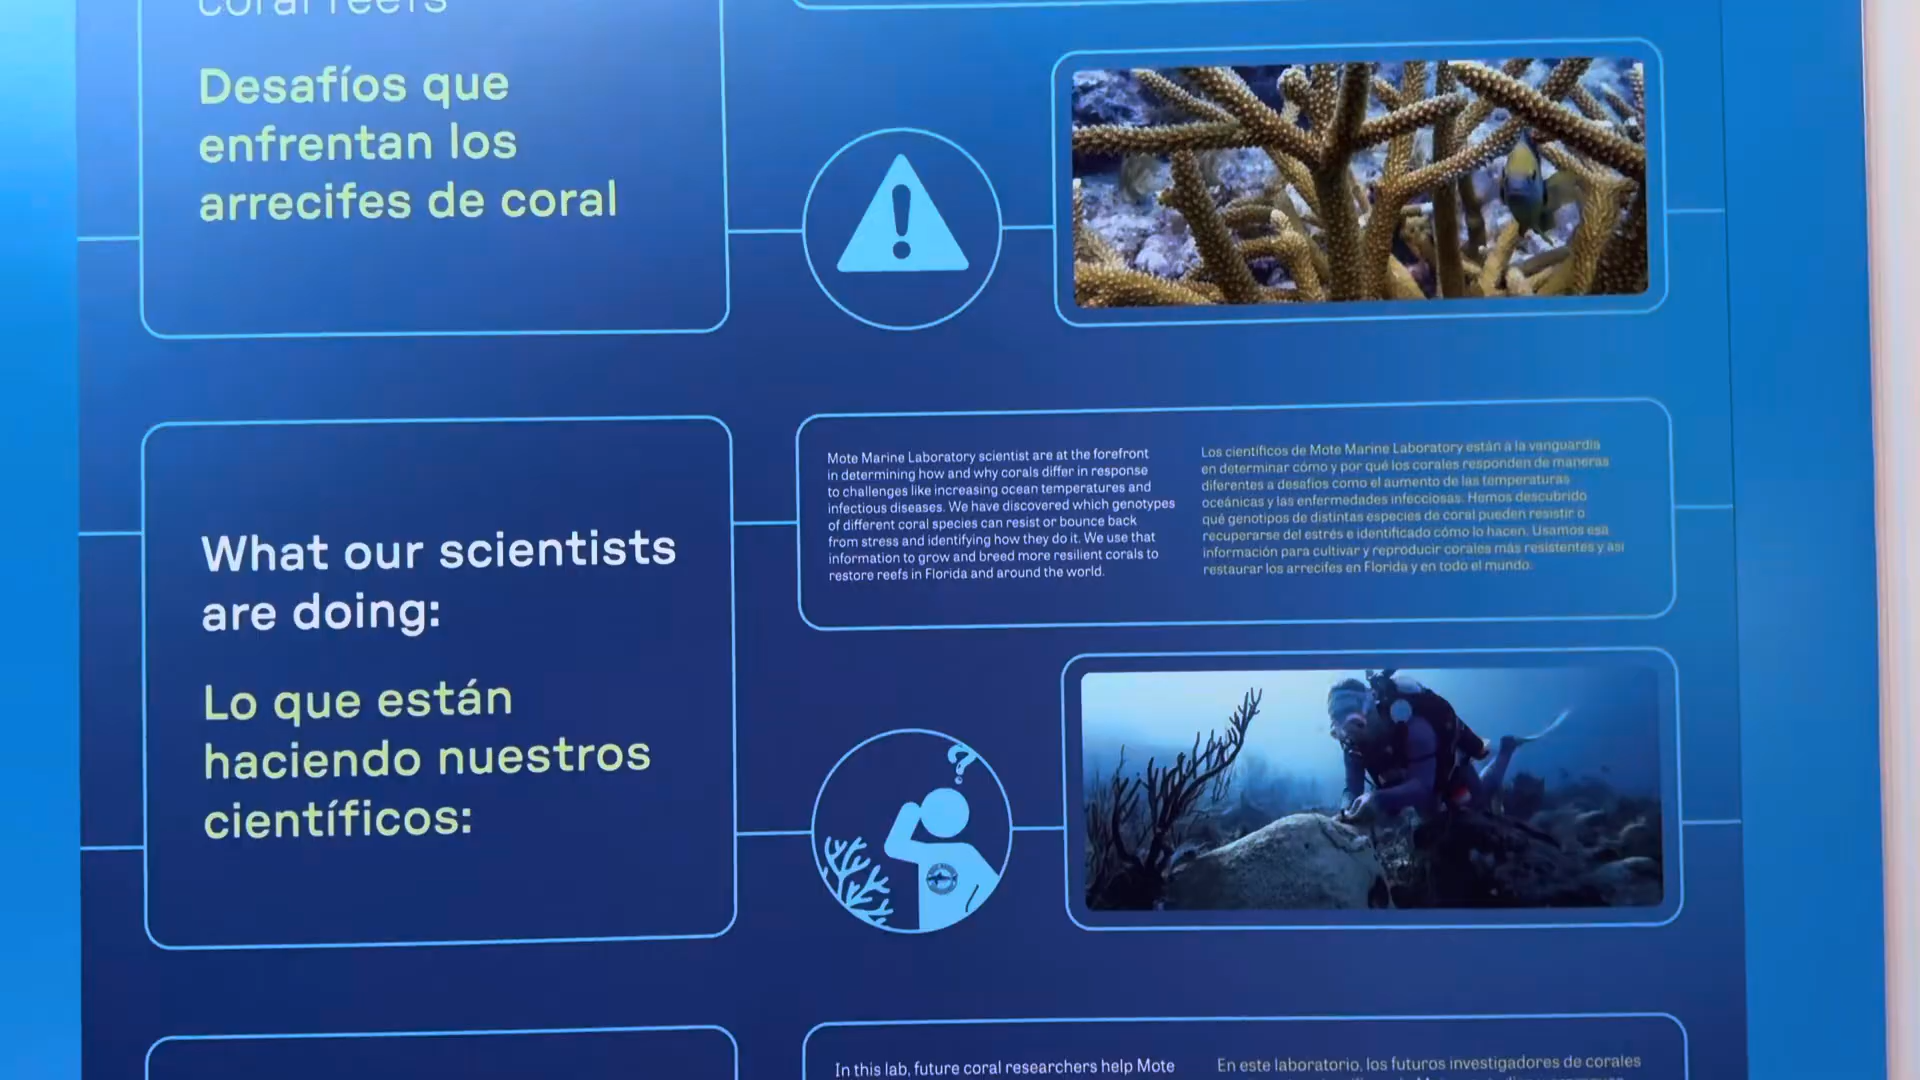 coral reefs
Desafíos que
enfrentan los
arrecifes de coral
What our scientists
are doing:
Lo que están
haciendo nuestros
científicos:
Mote Marine Laboratory scientist are at the forefront
in determining how and why corals differ in response
to challenges like increasing ocean temperatures and
infectious diseases. We have discovered which genotypes
of different coral species can resist or bounce back
from stress and identifying how they do it. We use that
information to grow and breed more resilient corals to
restore reefs in Florida and around the world.
Los científicos de Mote Marine Laboratory están a la vanguardia
en determinar cómo y por qué los corales responden de maneras
diferentes a desafíos como el aumento de las temperaturas
oceánicas y las enfermedades infecciosas. Hemos descubrido
qué genotipos de distintas especies de coral pueden resistir o
recuperarse del estrés e identificado cómo lo hacen. Usamos esa
información para cultivar y reproducir corales más resistentes y así
restaurar los arrecifes en Florida y en todo el mundo.
?
In this lab, future coral researchers help Mote
En este laboratorio, los futuros investigadores de corales